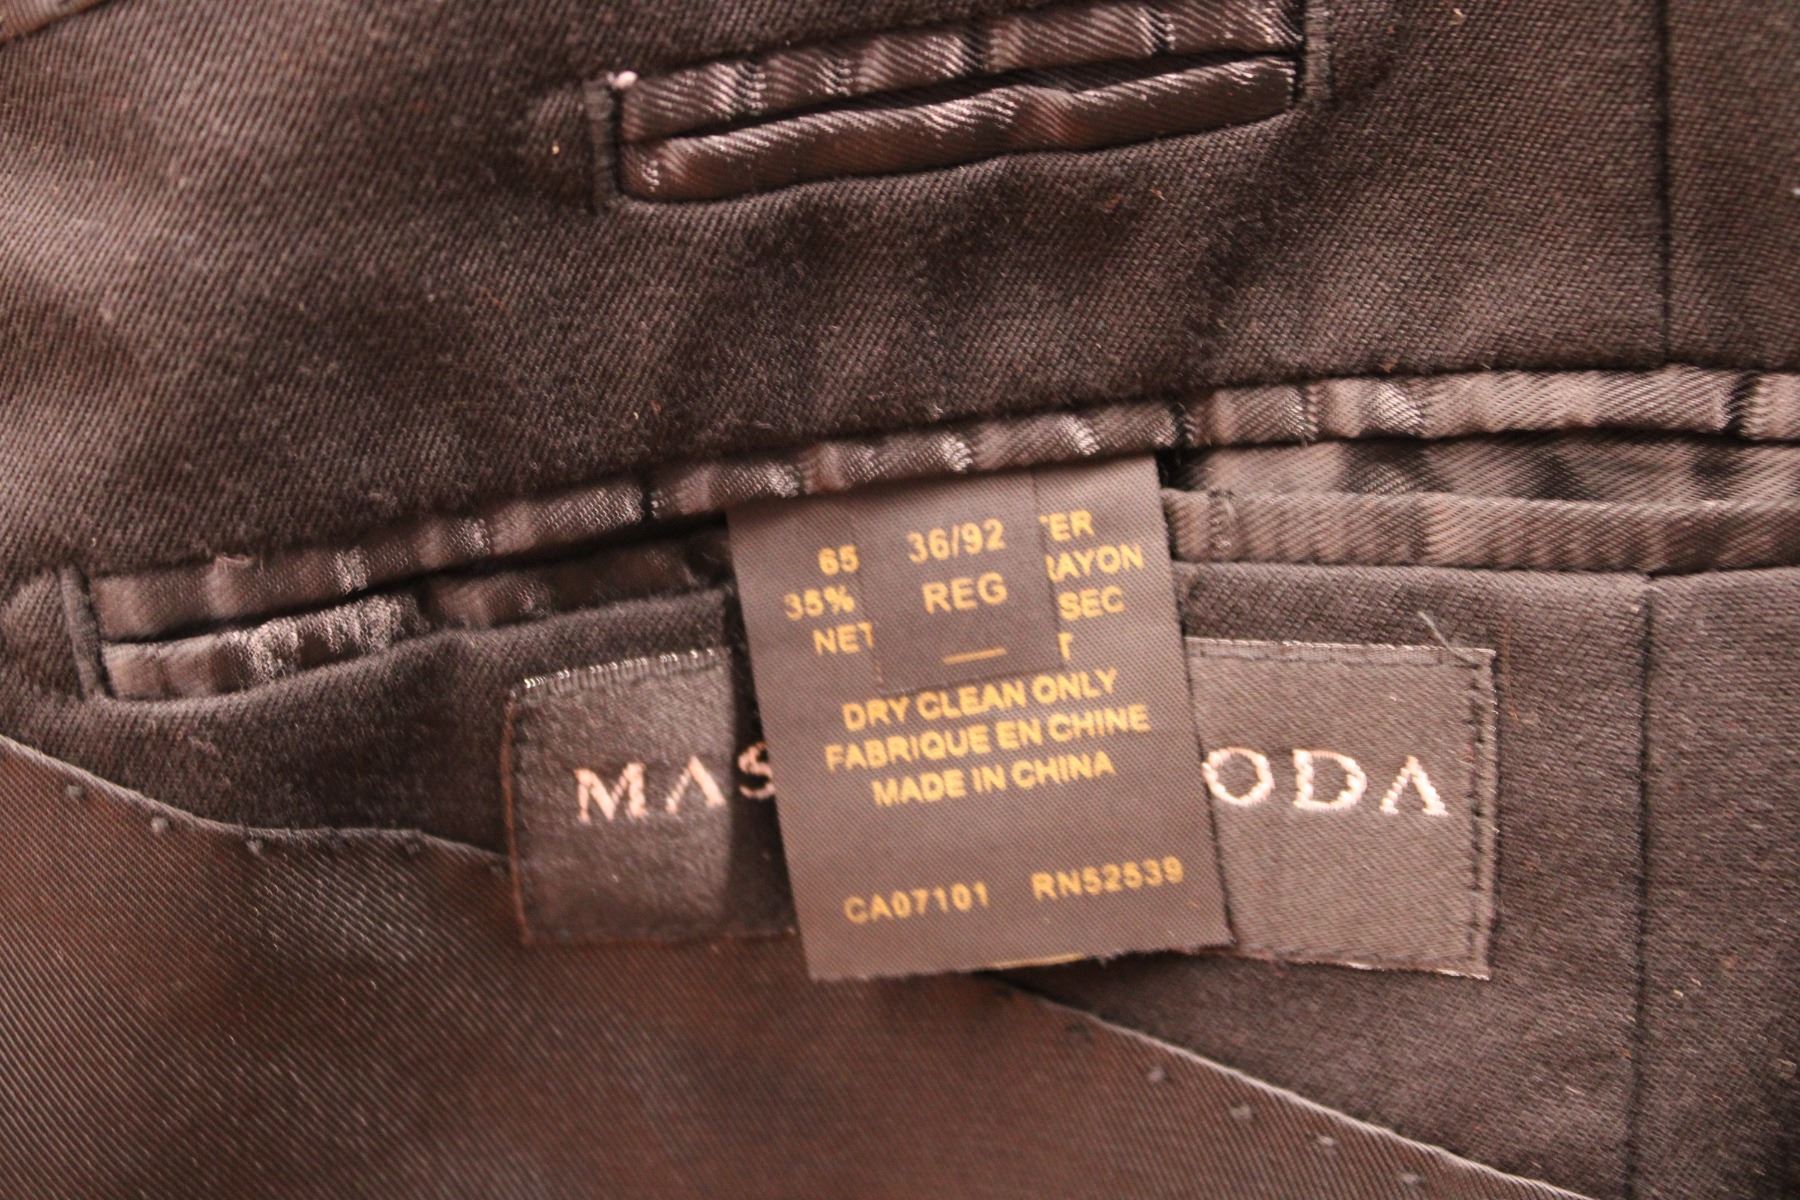 65 36/92 ER
35% REG RAYON
NET — SEC
T
DRY CLEAN ONLY
FABRIQUE EN CHINE
MADE IN CHINA
MAS ODA
CA07101 RN52539